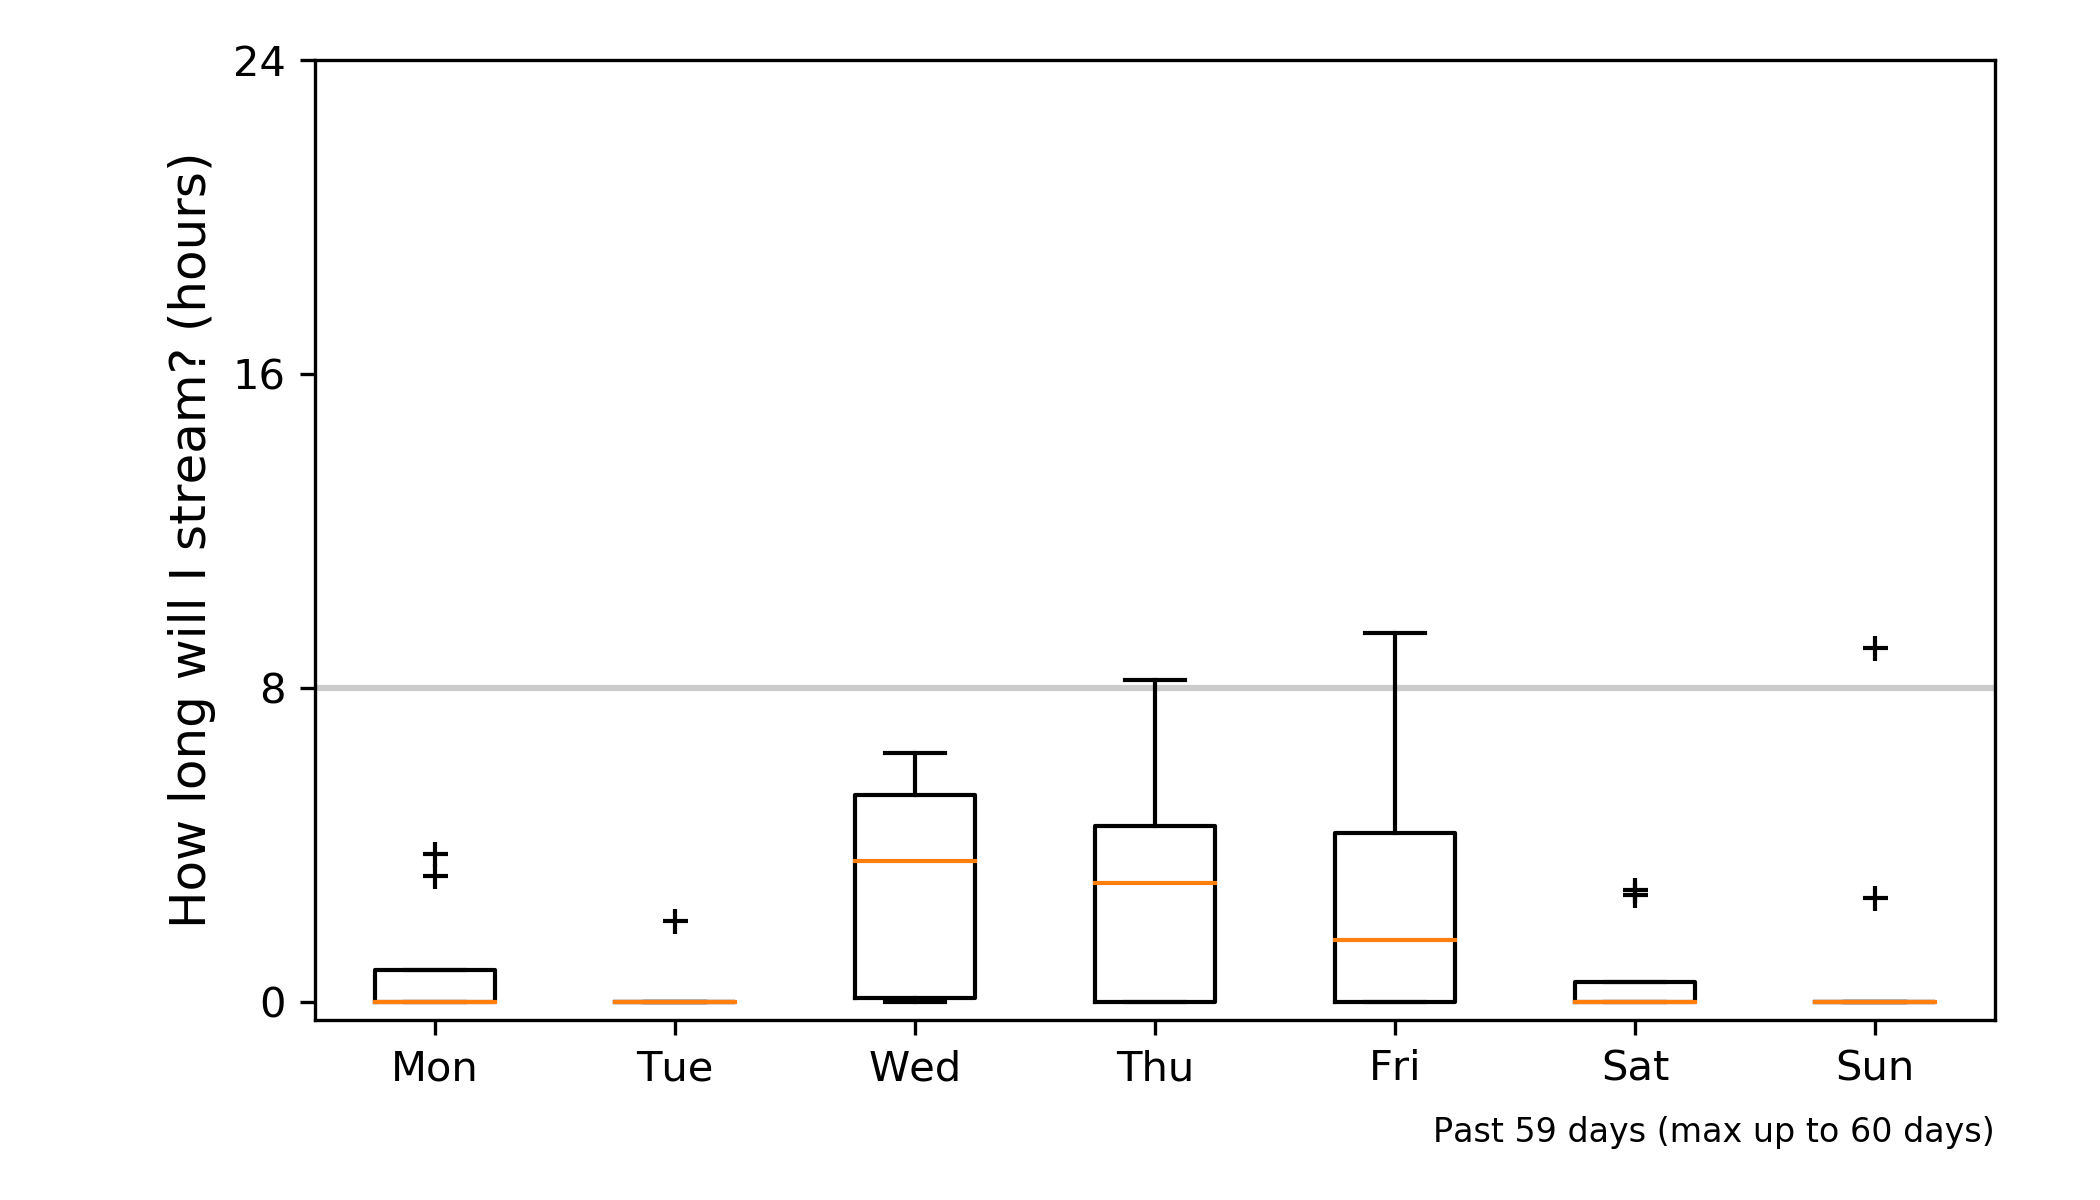 How long will I stream? (hours)
24
16
8
0
Mon Tue Wed Thu Fri Sat Sun
Past 59 days (max up to 60 days)